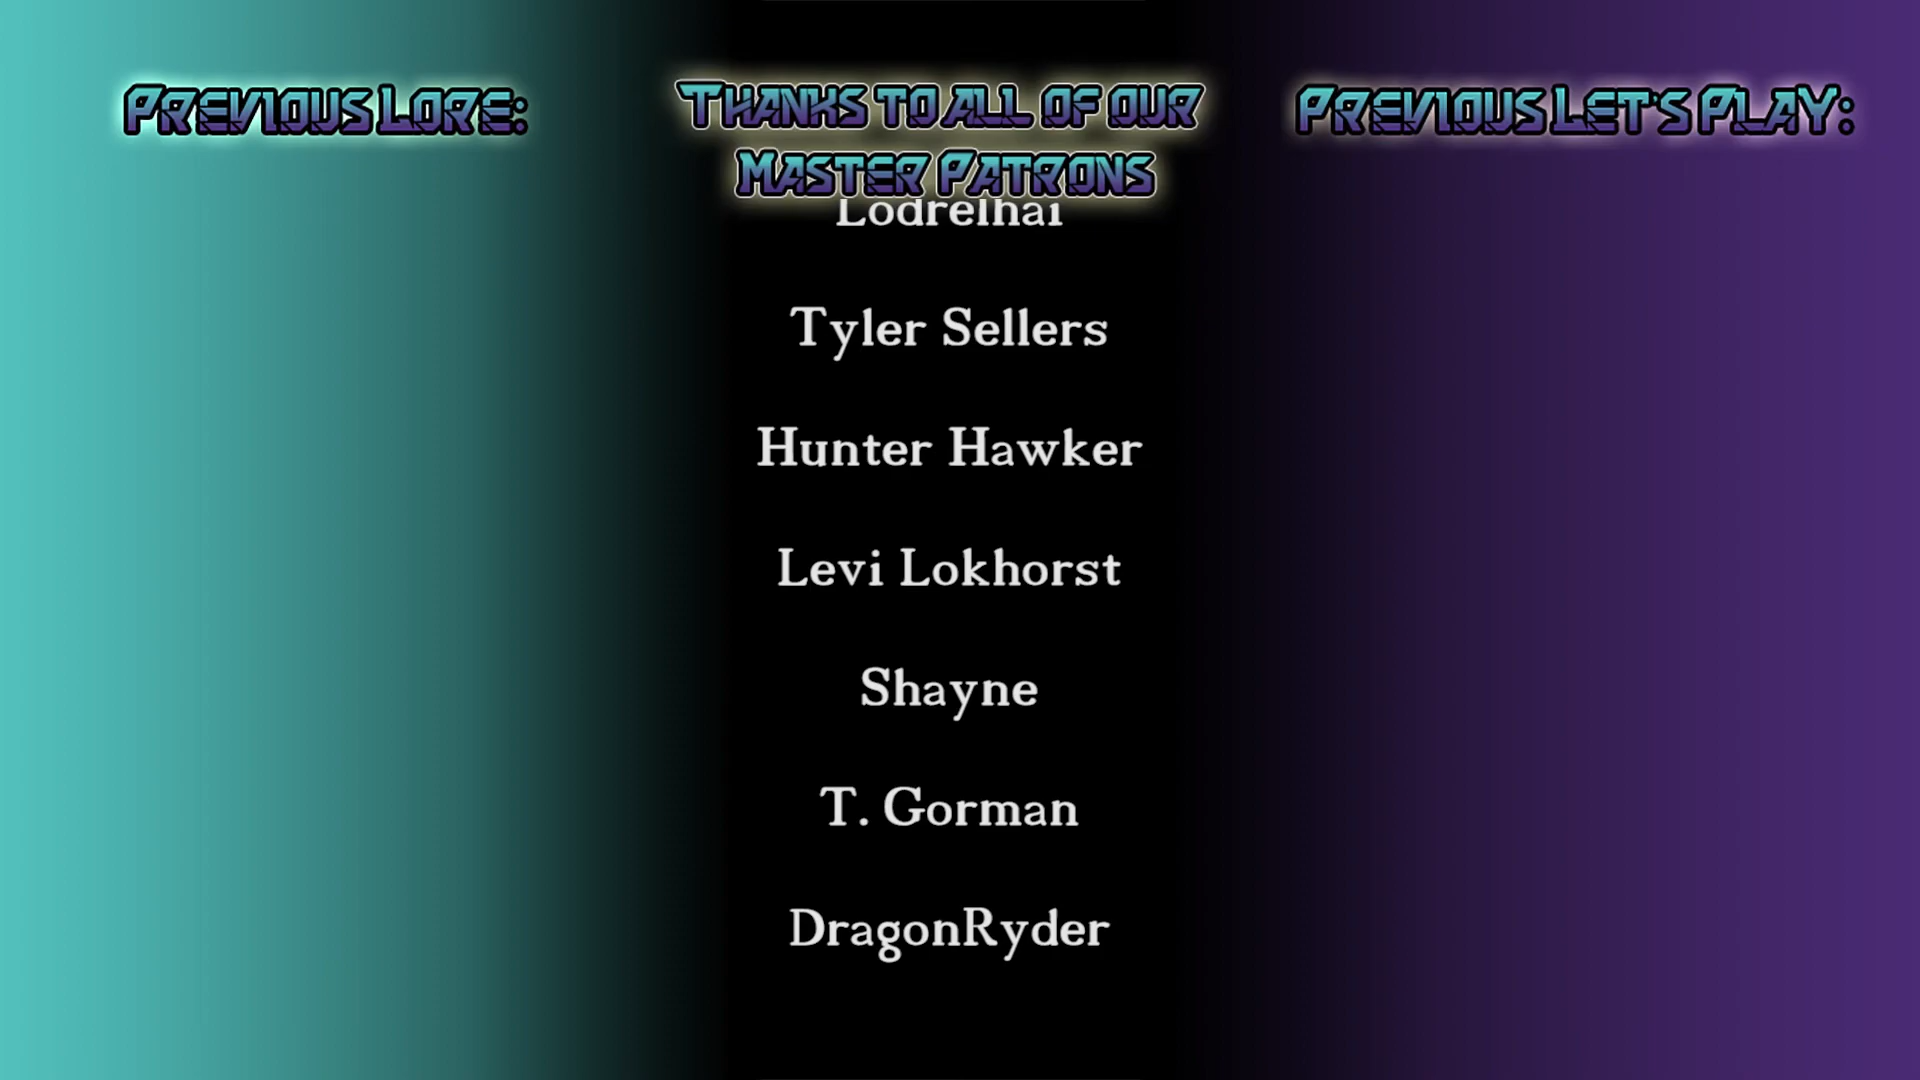 Previous Lore:
Thanks to all of our
Master Patrons
Previous Let's Play:
Lodrelhai
Tyler Sellers
Hunter Hawker
Levi Lokhorst
Shayne
T. Gorman
DragonRyder